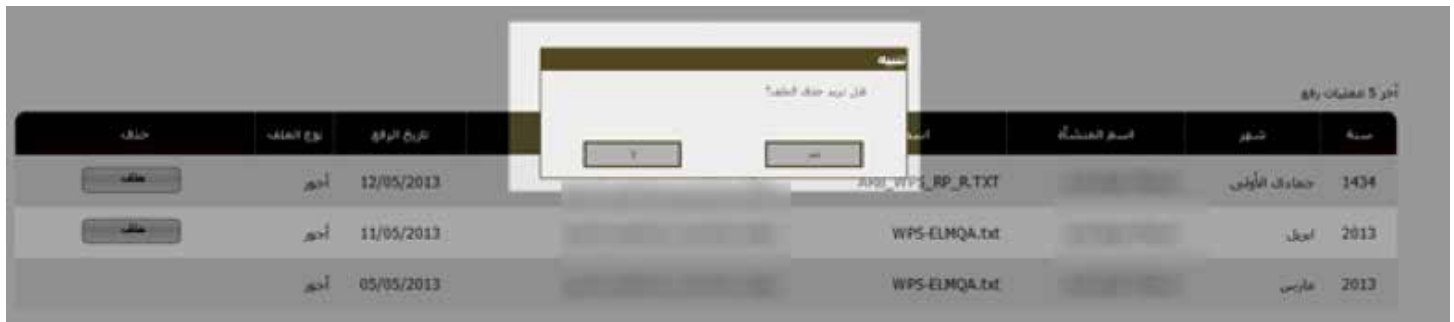 تنبيه
هل تريد حذف الملف؟
نعم لا
آخر 5 عمليات رفع
سنة شهر اسم المنشأة تاريخ الرفع نوع الملف حذف
1434 جمادى الأولى ARB_WPS_RP_R.TXT 12/05/2013 أجور حذف
2013 ابريل WPS-ELMQA.txt 11/05/2013 أجور حذف
2013 مارس WPS-ELMQA.txt 05/05/2013 أجور